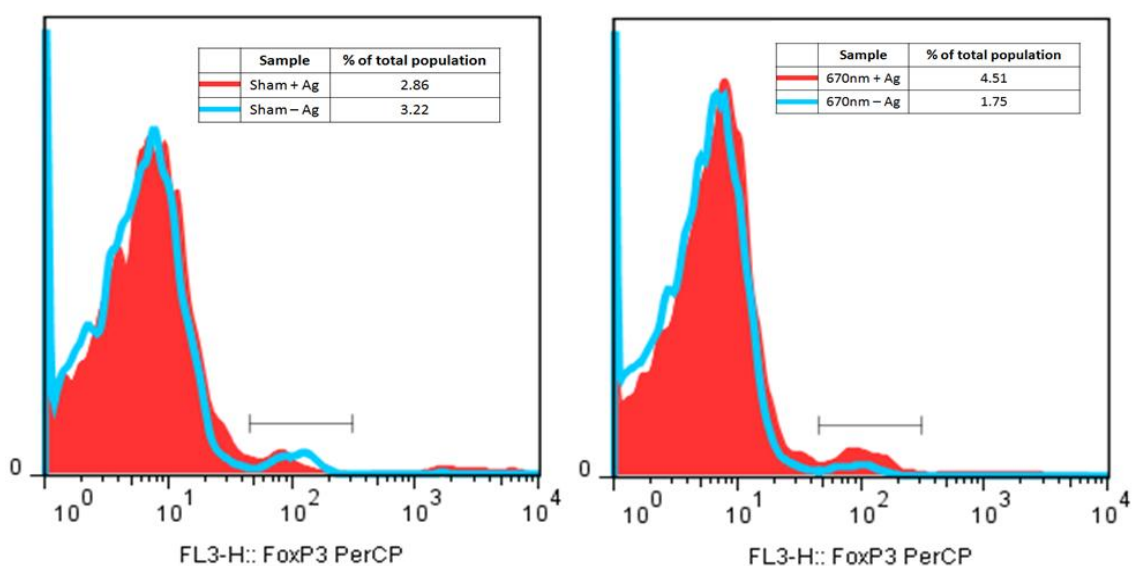 Sample % of total population
Sham + Ag 2.86
Sham – Ag 3.22
0
10^0 10^1 10^2 10^3 10^4
FL3-H:: FoxP3 PerCP
Sample % of total population
670nm + Ag 4.51
670nm – Ag 1.75
0
10^0 10^1 10^2 10^3 10^4
FL3-H:: FoxP3 PerCP